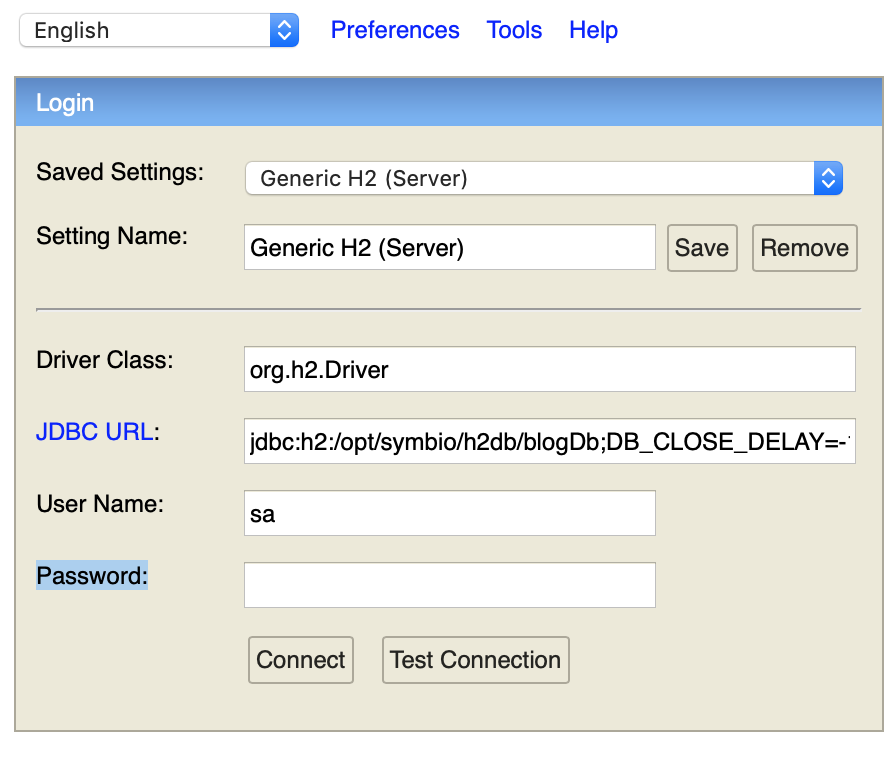 English Preferences Tools Help
Login
Saved Settings: Generic H2 (Server)
Setting Name: Generic H2 (Server) Save Remove
Driver Class: org.h2.Driver
JDBC URL: jdbc:h2:/opt/symbio/h2db/blogDb;DB_CLOSE_DELAY=-
User Name: sa
Password:
Connect Test Connection